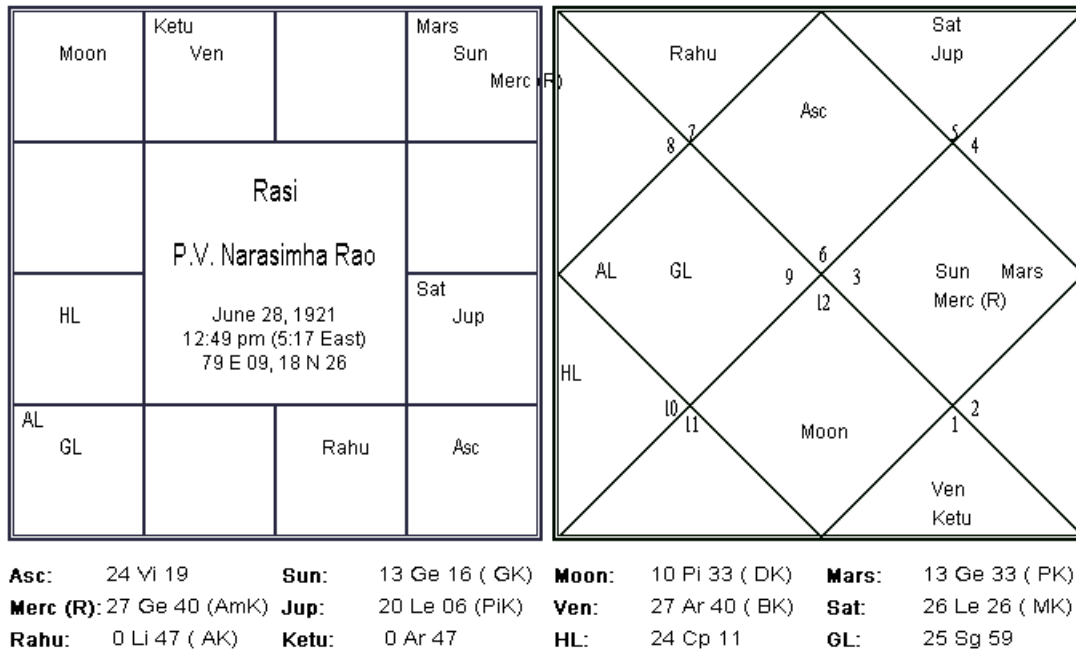 Moon
Ketu
Ven
Mars
Sun
Merc (R)
Rasi
P.V. Narasimha Rao
June 28, 1921
12:49 pm (5:17 East)
79 E 09, 18 N 26
HL
Sat
Jup
AL
GL
Rahu
Asc
Rahu
Sat
Jup
Asc
7
8
5
4
AL GL
6
9 3
12
Sun Mars
Merc (R)
HL
10
11
2
1
Moon
Ven
Ketu
Asc: 24 Vi 19 Sun: 13 Ge 16 ( GK) Moon: 10 Pi 33 ( DK) Mars: 13 Ge 33 ( PK)
Merc (R): 27 Ge 40 (AmK) Jup: 20 Le 06 (PiK) Ven: 27 Ar 40 ( BK) Sat: 26 Le 26 ( MK)
Rahu: 0 Li 47 ( AK) Ketu: 0 Ar 47 HL: 24 Cp 11 GL: 25 Sg 59